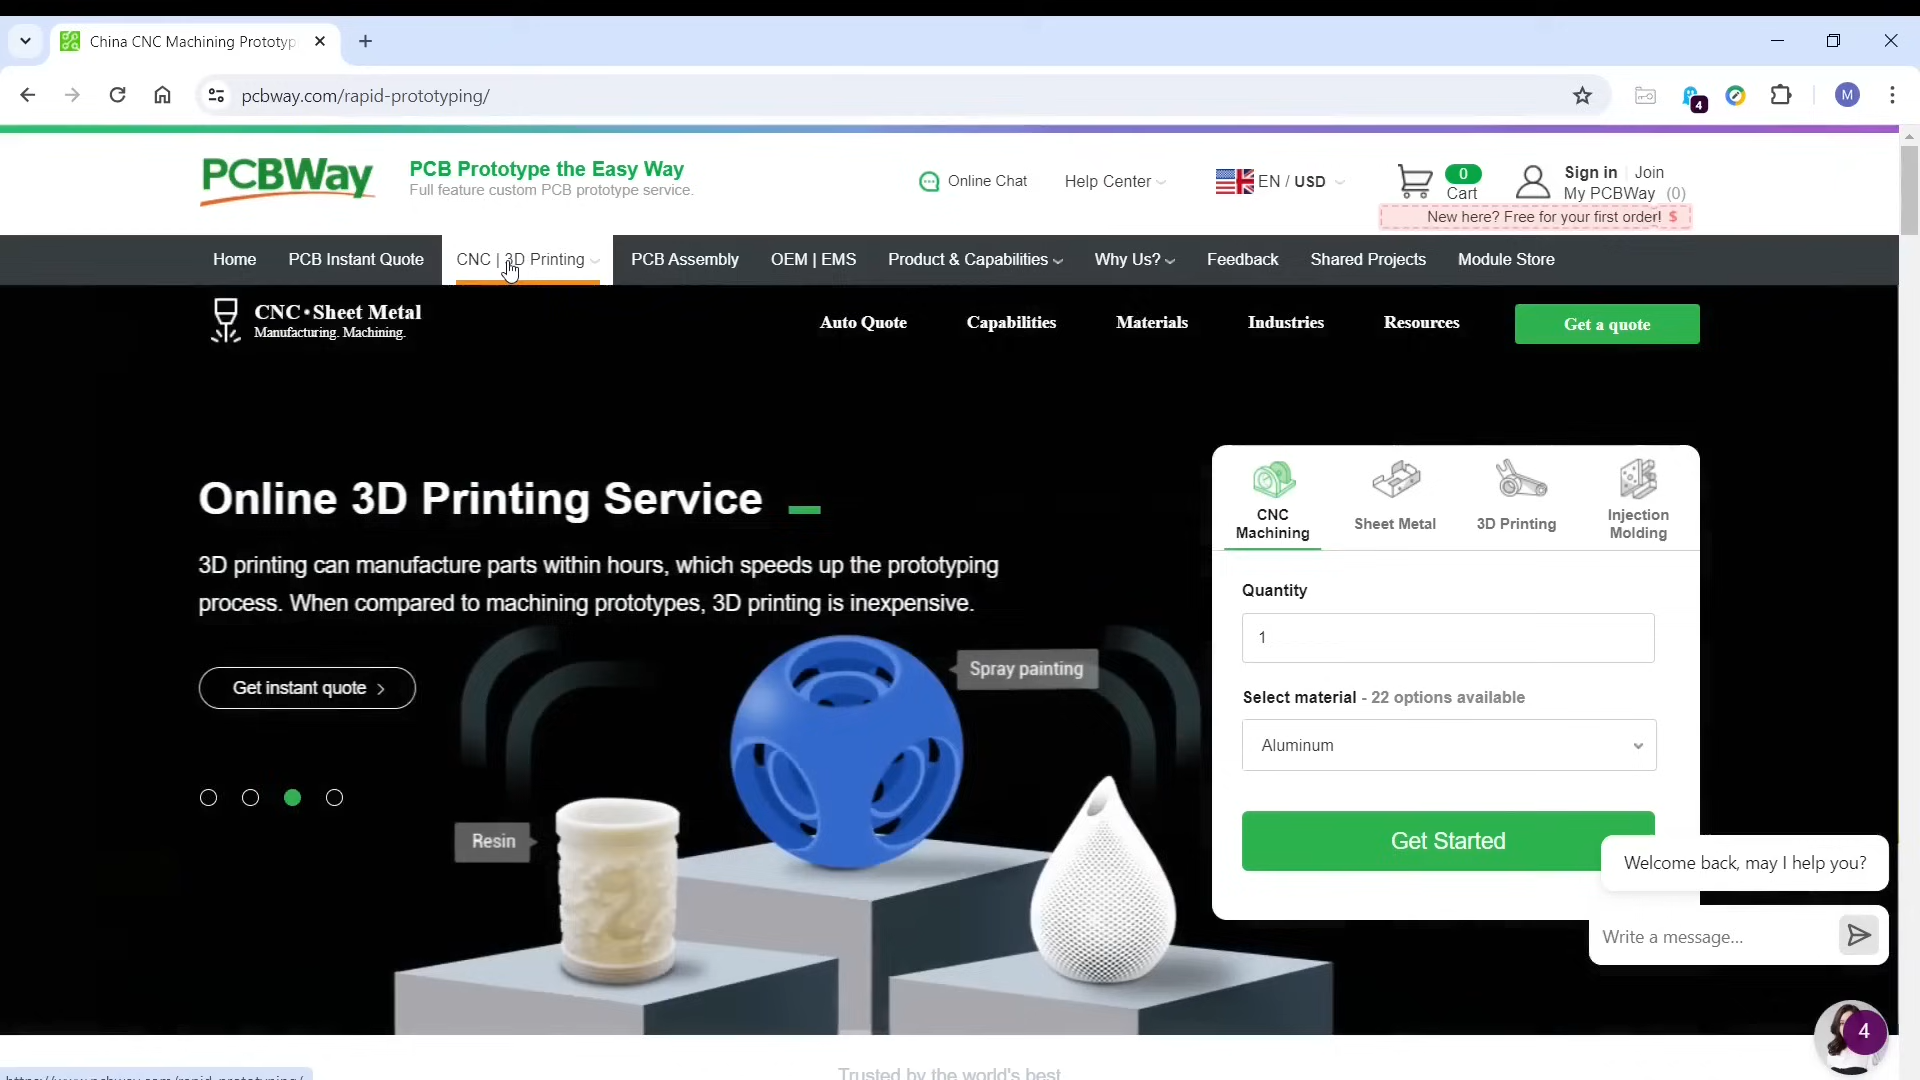 China CNC Machining Prototyp
pcbway.com/rapid-prototyping/
4
M
PCBWay
PCB Prototype the Easy Way
Full feature custom PCB prototype service.
Online Chat
Help Center
EN / USD
0
Cart
Sign in
Join
My PCBWay (0)
New here? Free for your first order! $
Home
PCB Instant Quote
CNC | 3D Printing
PCB Assembly
OEM | EMS
Product & Capabilities
Why Us?
Feedback
Shared Projects
Module Store
CNC•Sheet Metal
Manufacturing. Machining.
Auto Quote
Capabilities
Materials
Industries
Resources
Get a quote
Online 3D Printing Service
3D printing can manufacture parts within hours, which speeds up the prototyping
process. When compared to machining prototypes, 3D printing is inexpensive.
Get instant quote >
Spray painting
Resin
CNC
Machining
Sheet Metal
3D Printing
Injection
Molding
Quantity
1
Select material - 22 options available
Aluminum
Get Started
Welcome back, may I help you?
Write a message...
4
Trusted by the world's best
https://www.pcbway.com/rapid-prototyping/